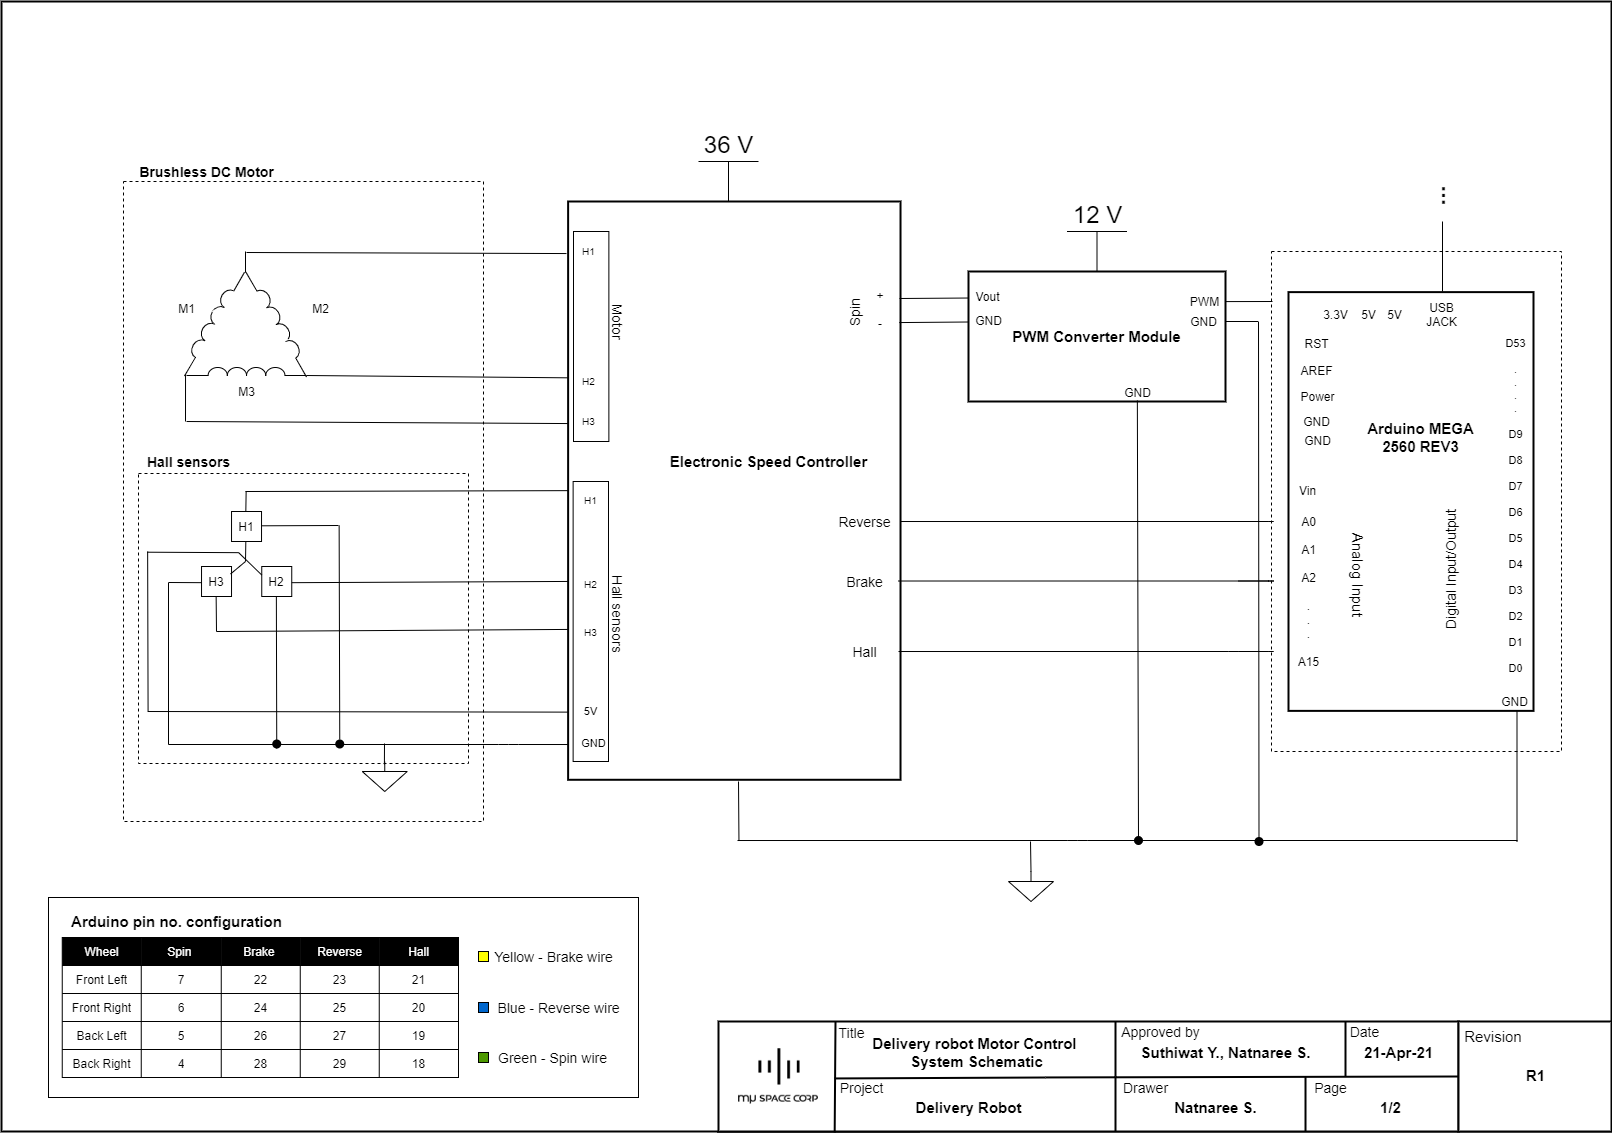 36 V
Brushless DC Motor
12 V
⋮
H1
M1
M2
Motor
H2
M3
H3
Spin
+
-
Vout
GND
PWM
GND
PWM Converter Module
GND
3.3V 5V 5V
USB
JACK
RST
D53
AREF
Power
GND
GND
Arduino MEGA
2560 REV3
D9
D8
D7
D6
D5
D4
D3
D2
D1
D0
Vin
A0
A1
A2
A15
Analog Input
Digital Input/Output
GND
Hall sensors
Electronic Speed Controller
H1
H1
H3
H2
H2
H3
Hall sensors
5V
GND
Reverse
Brake
Hall
Arduino pin no. configuration
Wheel Spin Brake Reverse Hall
Front Left 7 22 23 21
Front Right 6 24 25 20
Back Left 5 26 27 19
Back Right 4 28 29 18
Yellow - Brake wire
Blue - Reverse wire
Green - Spin wire
mµ SPACE CORP
Title
Delivery robot Motor Control
System Schematic
Approved by
Suthiwat Y., Natnaree S.
Date
21-Apr-21
Revision
R1
Project
Delivery Robot
Drawer
Natnaree S.
Page
1/2